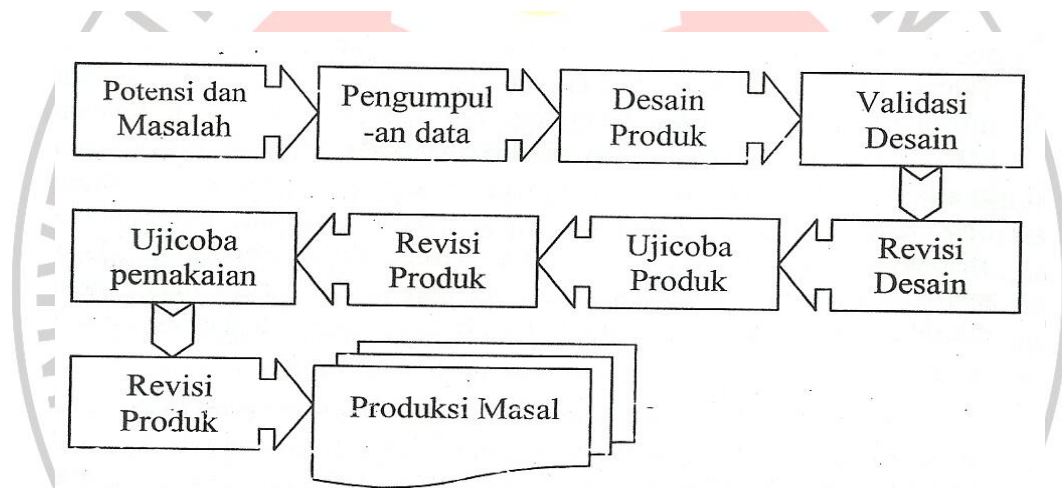 Potensi dan
Masalah
Pengumpul
-an data
Desain
Produk
Validasi
Desain
Revisi
Desain
Ujicoba
Produk
Revisi
Produk
Ujicoba
pemakaian
Revisi
Produk
Produksi Masal